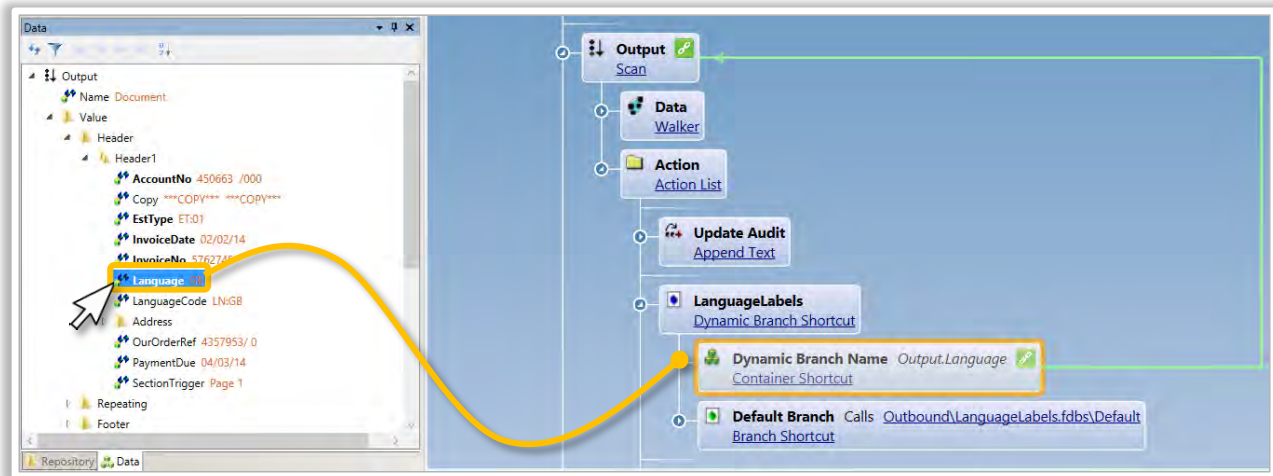 Data
Output
Name Document
Value
Header
Header1
AccountNo 450663 /000
Copy ***COPY*** ***COPY***
EstType ET:01
InvoiceDate 02/02/14
InvoiceNo
Language
LanguageCode LN:GB
Address
OurOrderRef 4357953/ 0
PaymentDue 04/03/14
SectionTrigger Page 1
Repeating
Footer
Repository Data
Output
Scan
Data
Walker
Action
Action List
Update Audit
Append Text
LanguageLabels
Dynamic Branch Shortcut
Dynamic Branch Name Output.Language
Container Shortcut
Default Branch Calls Outbound\LanguageLabels.fdbs\Default
Branch Shortcut